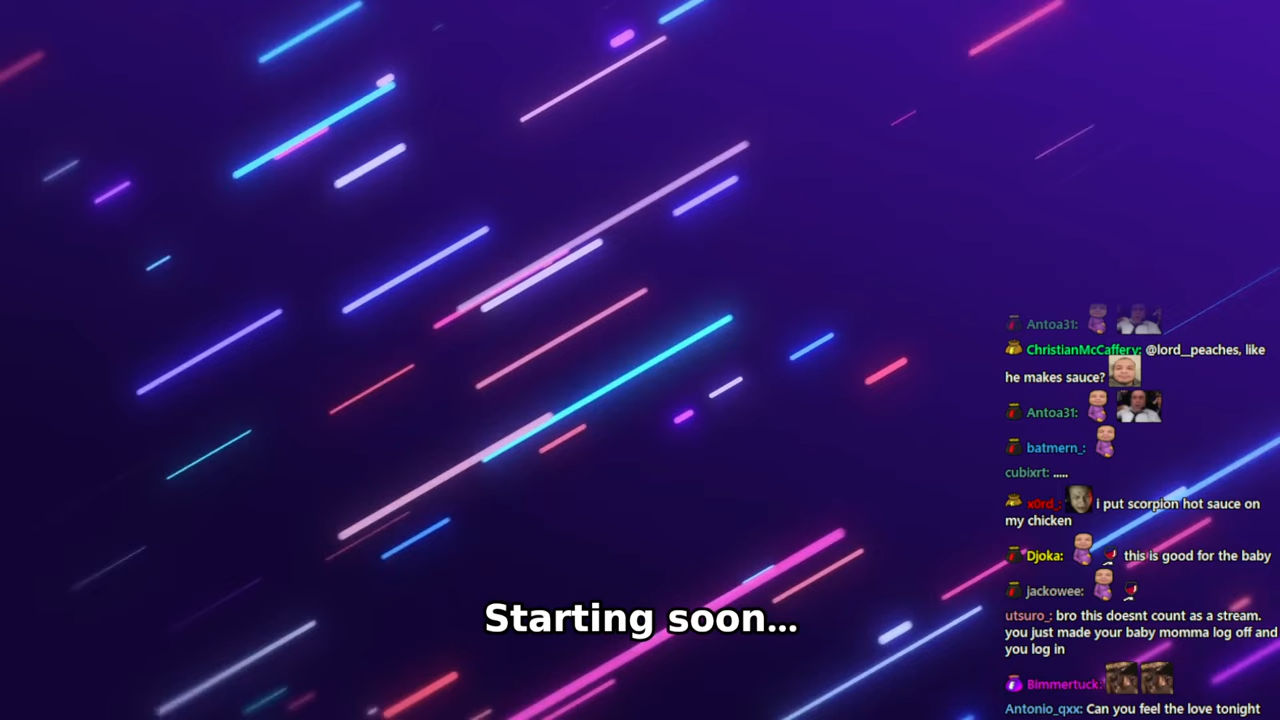 Antoa31:
ChristianMcCaffery: @lord__peaches, like
he makes sauce?
Antoa31:
batmern_:
cubixrt: .....
x0rd_: i put scorpion hot sauce on
my chicken
Djoka: this is good for the baby
jackowee:
utsuro_: bro this doesnt count as a stream.
you just made your baby momma log off and
you log in
Bimmertuck:
Antonio_qxx: Can you feel the love tonight
Starting soon...